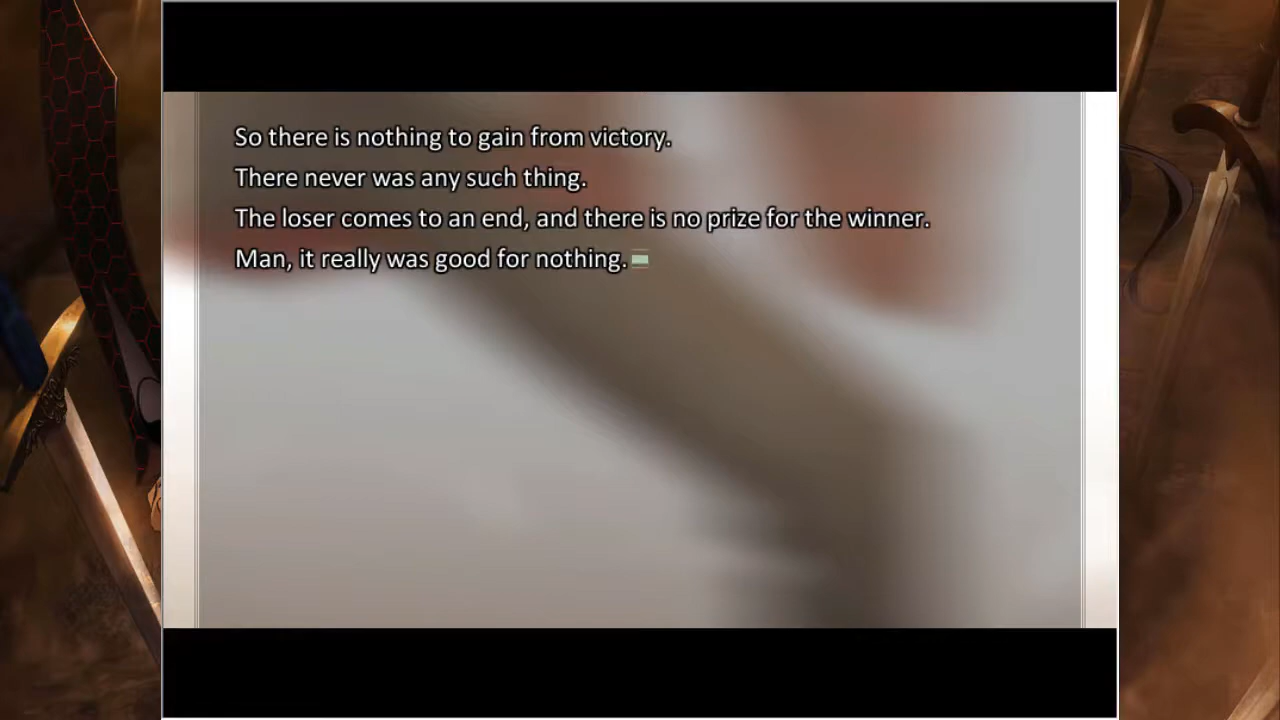 So there is nothing to gain from victory.
There never was any such thing.
The loser comes to an end, and there is no prize for the winner.
Man, it really was good for nothing.